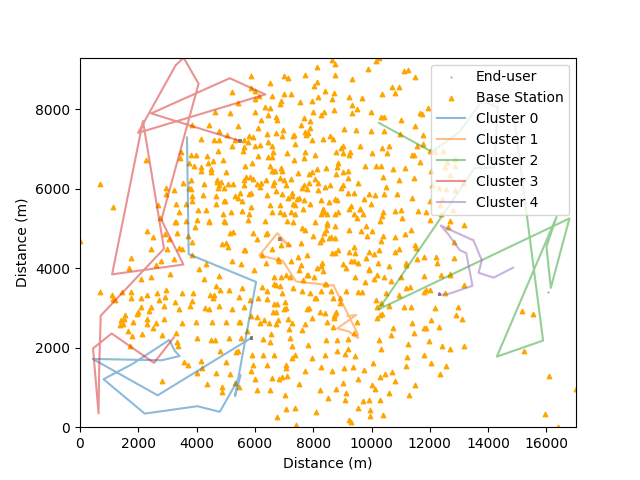 End-user
Base Station
Cluster 0
Cluster 1
Cluster 2
Cluster 3
Cluster 4
8000
6000
4000
2000
0
Distance (m)
0 2000 4000 6000 8000 10000 12000 14000 16000
Distance (m)